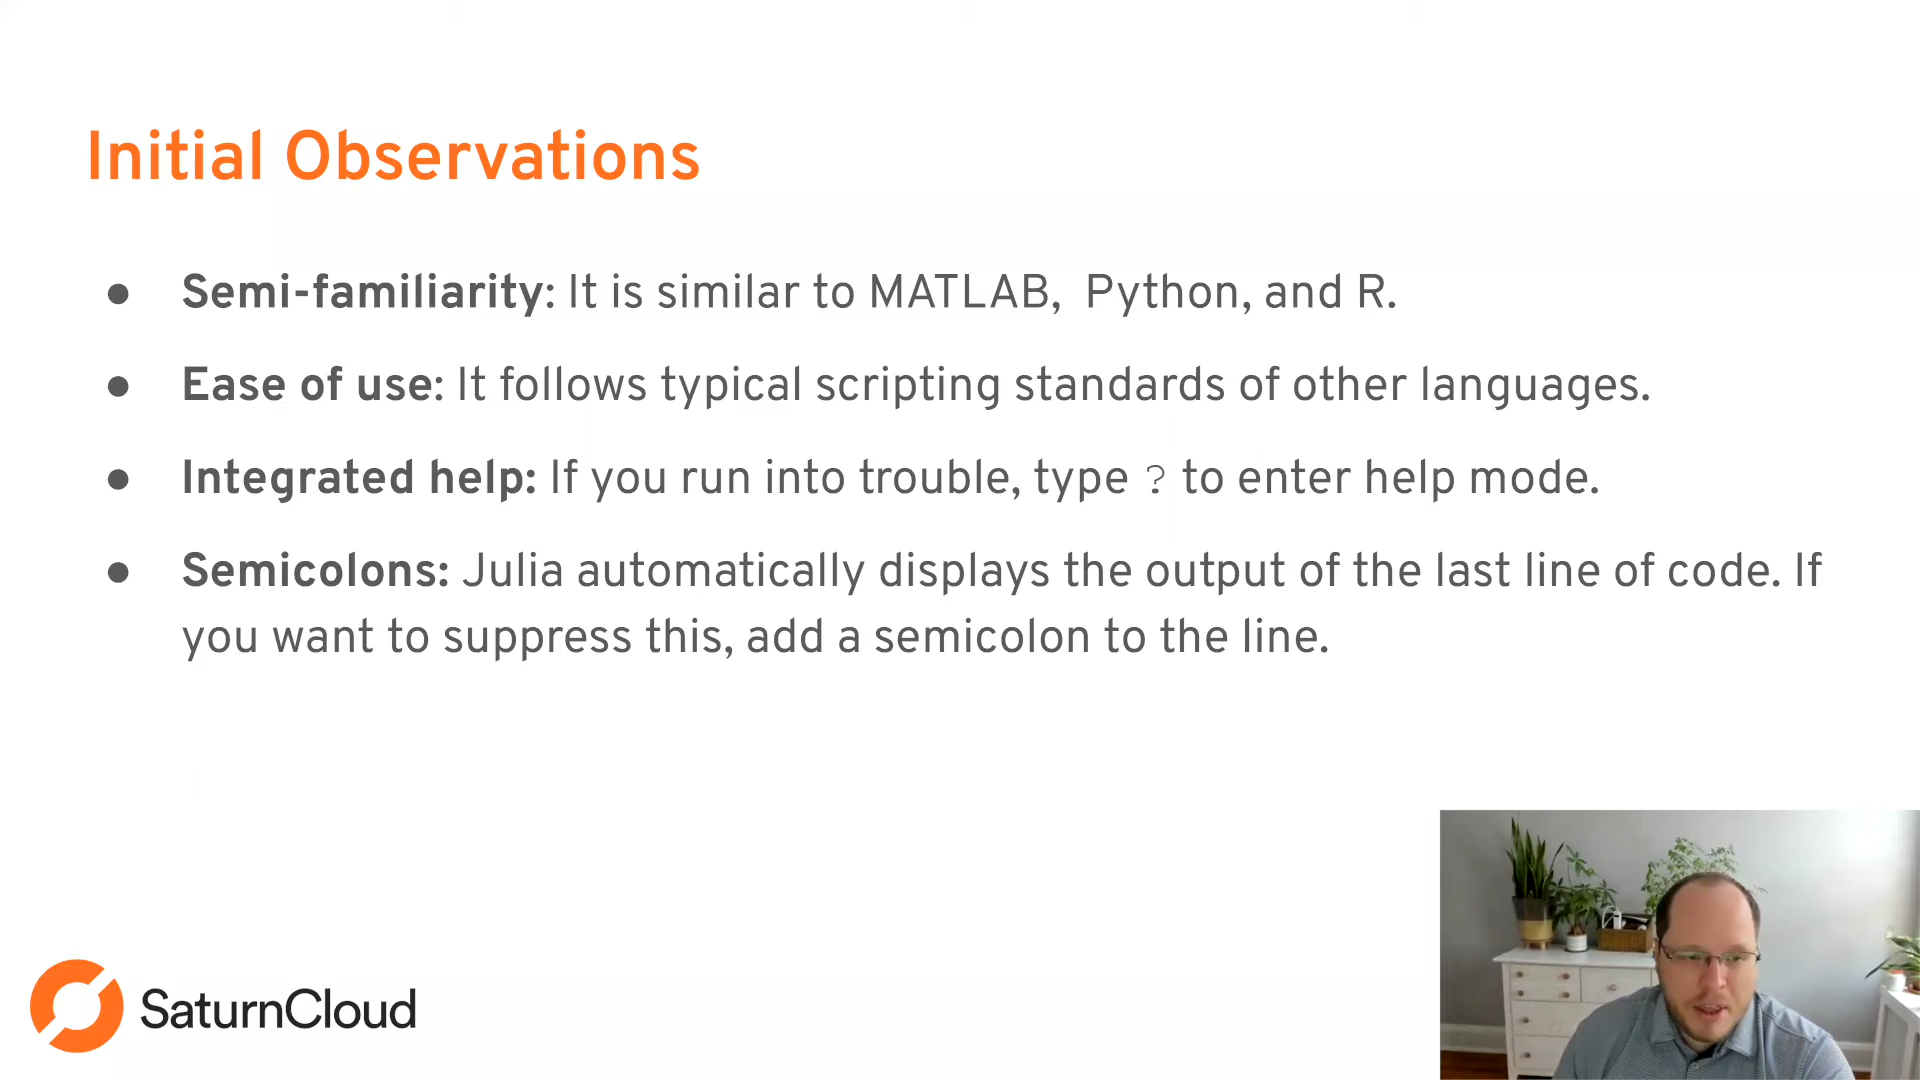 Initial Observations
● Semi-familiarity: It is similar to MATLAB,  Python, and R.
● Ease of use: It follows typical scripting standards of other languages.
● Integrated help: If you run into trouble, type ? to enter help mode.
● Semicolons: Julia automatically displays the output of the last line of code. If
you want to suppress this, add a semicolon to the line.
SaturnCloud